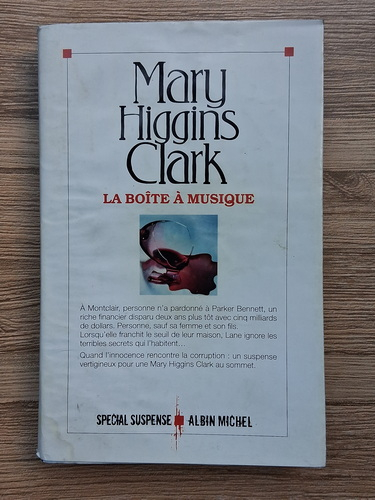 Mary
Higgins
Clark
LA BOÎTE À MUSIQUE
À Montclair, personne n'a pardonné à Parker Bennett, un
riche financier disparu deux ans plus tôt avec cinq milliards
de dollars. Personne, sauf sa femme et son fils.
Lorsqu'elle franchit le seuil de leur maison, Lane ignore les
terribles secrets qui l'habitent...
Quand l'innocence rencontre la corruption : un suspense
vertigineux pour une Mary Higgins Clark au sommet.
SPECIAL SUSPENSE ALBIN MICHEL